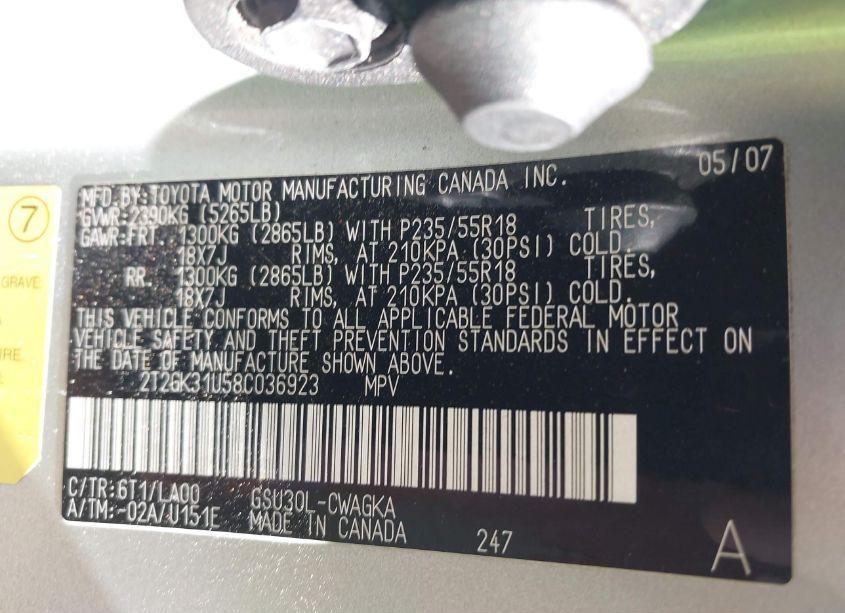 05/07
MFD. BY: TOYOTA MOTOR MANUFACTURING CANADA INC.
GVWR: 2390KG (5265LB)
GAWR: FRT. 1300KG (2865LB) WITH P235/55R18 TIRES,
18X7J RIMS, AT 210KPA (30PSI) COLD.
RR. 1300KG (2865LB) WITH P235/55R18 TIRES,
18X7J RIMS, AT 210KPA (30PSI) COLD.
THIS VEHICLE CONFORMS TO ALL APPLICABLE FEDERAL MOTOR
VEHICLE SAFETY AND THEFT PREVENTION STANDARDS IN EFFECT ON
THE DATE OF MANUFACTURE SHOWN ABOVE.
2T2GK31U58C036923 MPV
C/TR: 6T1/LA00 GSU30L-CWAGKA
A/TM: -02A/U151E MADE IN CANADA 247 A
7
GRAVE